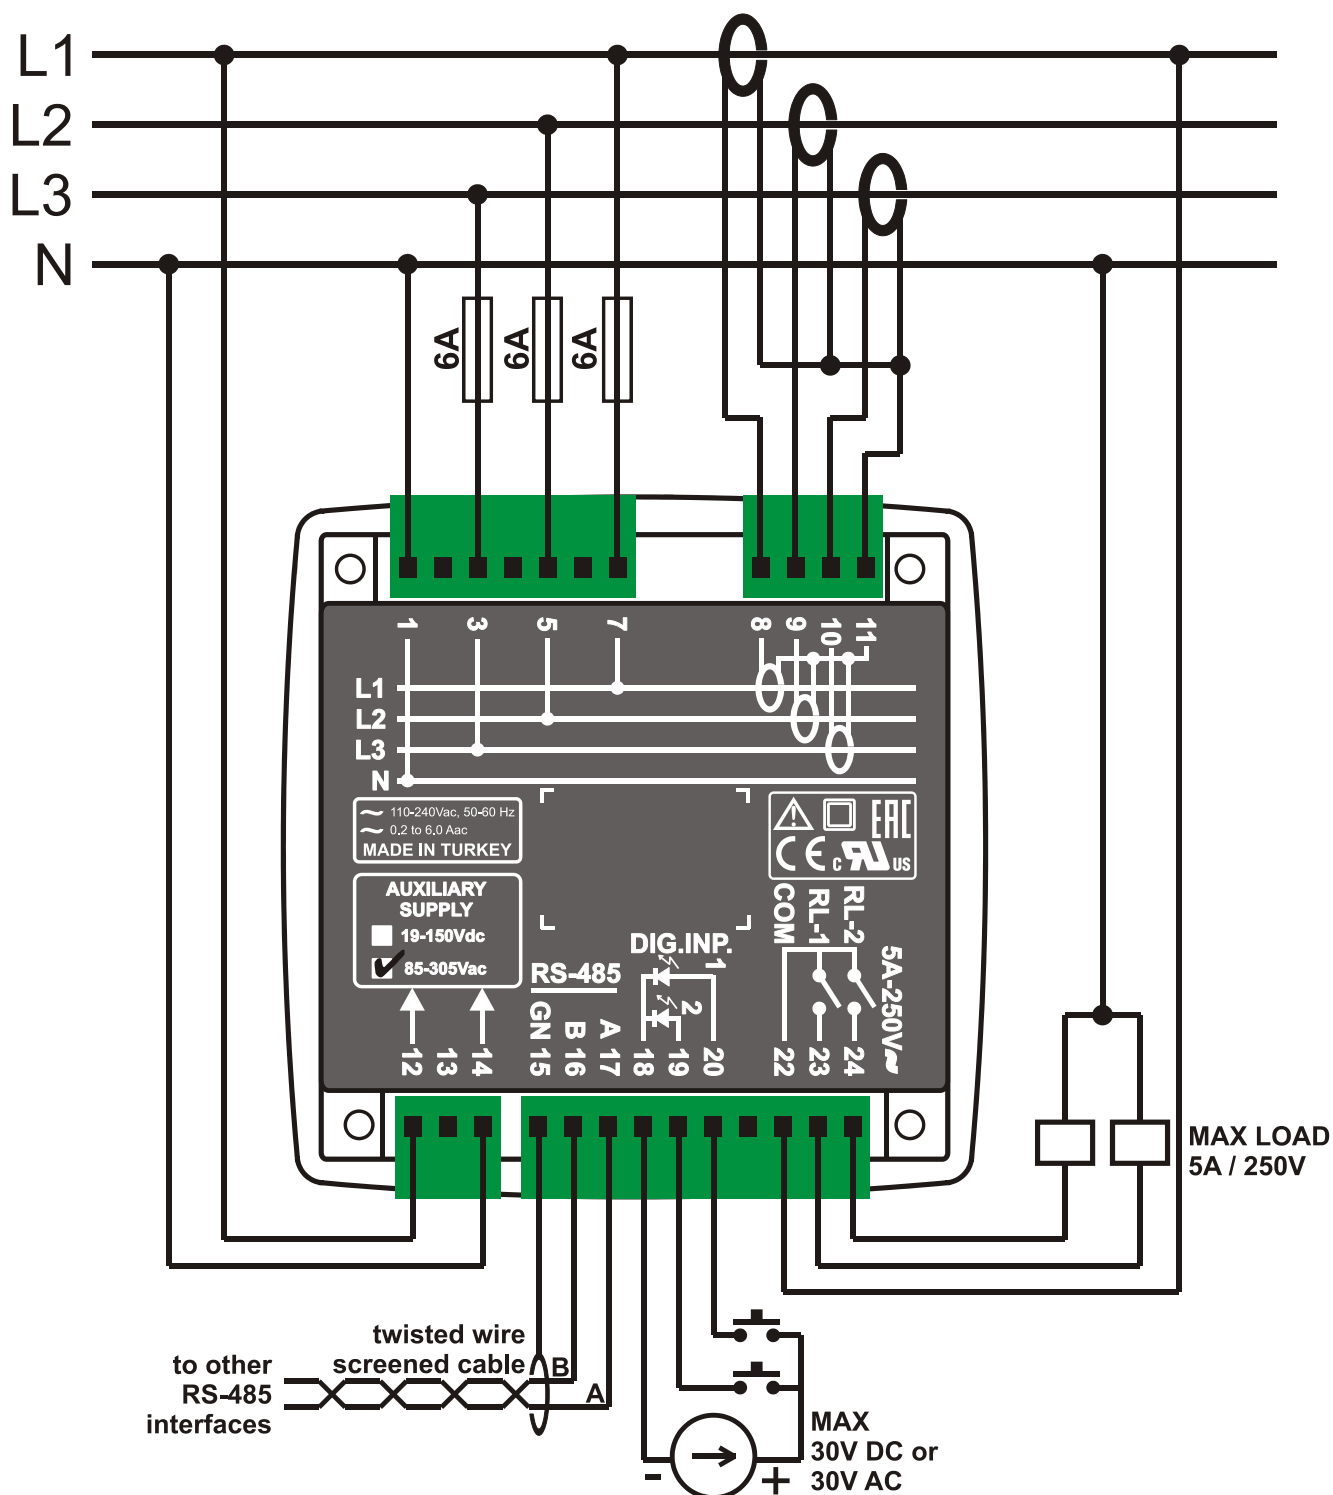 L1
L2
L3
N
6A
6A
6A
1
3
5
7
8
9
10
11
L1
L2
L3
N
110-240Vac, 50-60 Hz
0,2 to 6,0 Aac
MADE IN TURKEY
EAC
CE
c RU US
AUXILIARY
SUPPLY
19-150Vdc
85-305Vac
COM
RL-1
RL-2
5A-250V~
DIG.INP.
1
2
RS-485
GN
B
A
12
13
14
15
16
17
18
19
20
22
23
24
MAX LOAD
5A / 250V
twisted wire
screened cable
B
A
to other
RS-485
interfaces
- +
MAX
30V DC or
30V AC